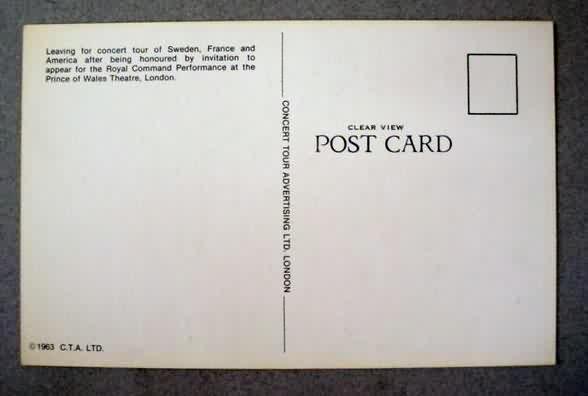 Leaving for concert tour of Sweden, France and
America after being honoured by invitation to
appear for the Royal Command Performance at the
Prince of Wales Theatre, London.
©1963 C.T.A. LTD.
CONCERT TOUR ADVERTISING LTD. LONDON
CLEAR VIEW
POST CARD